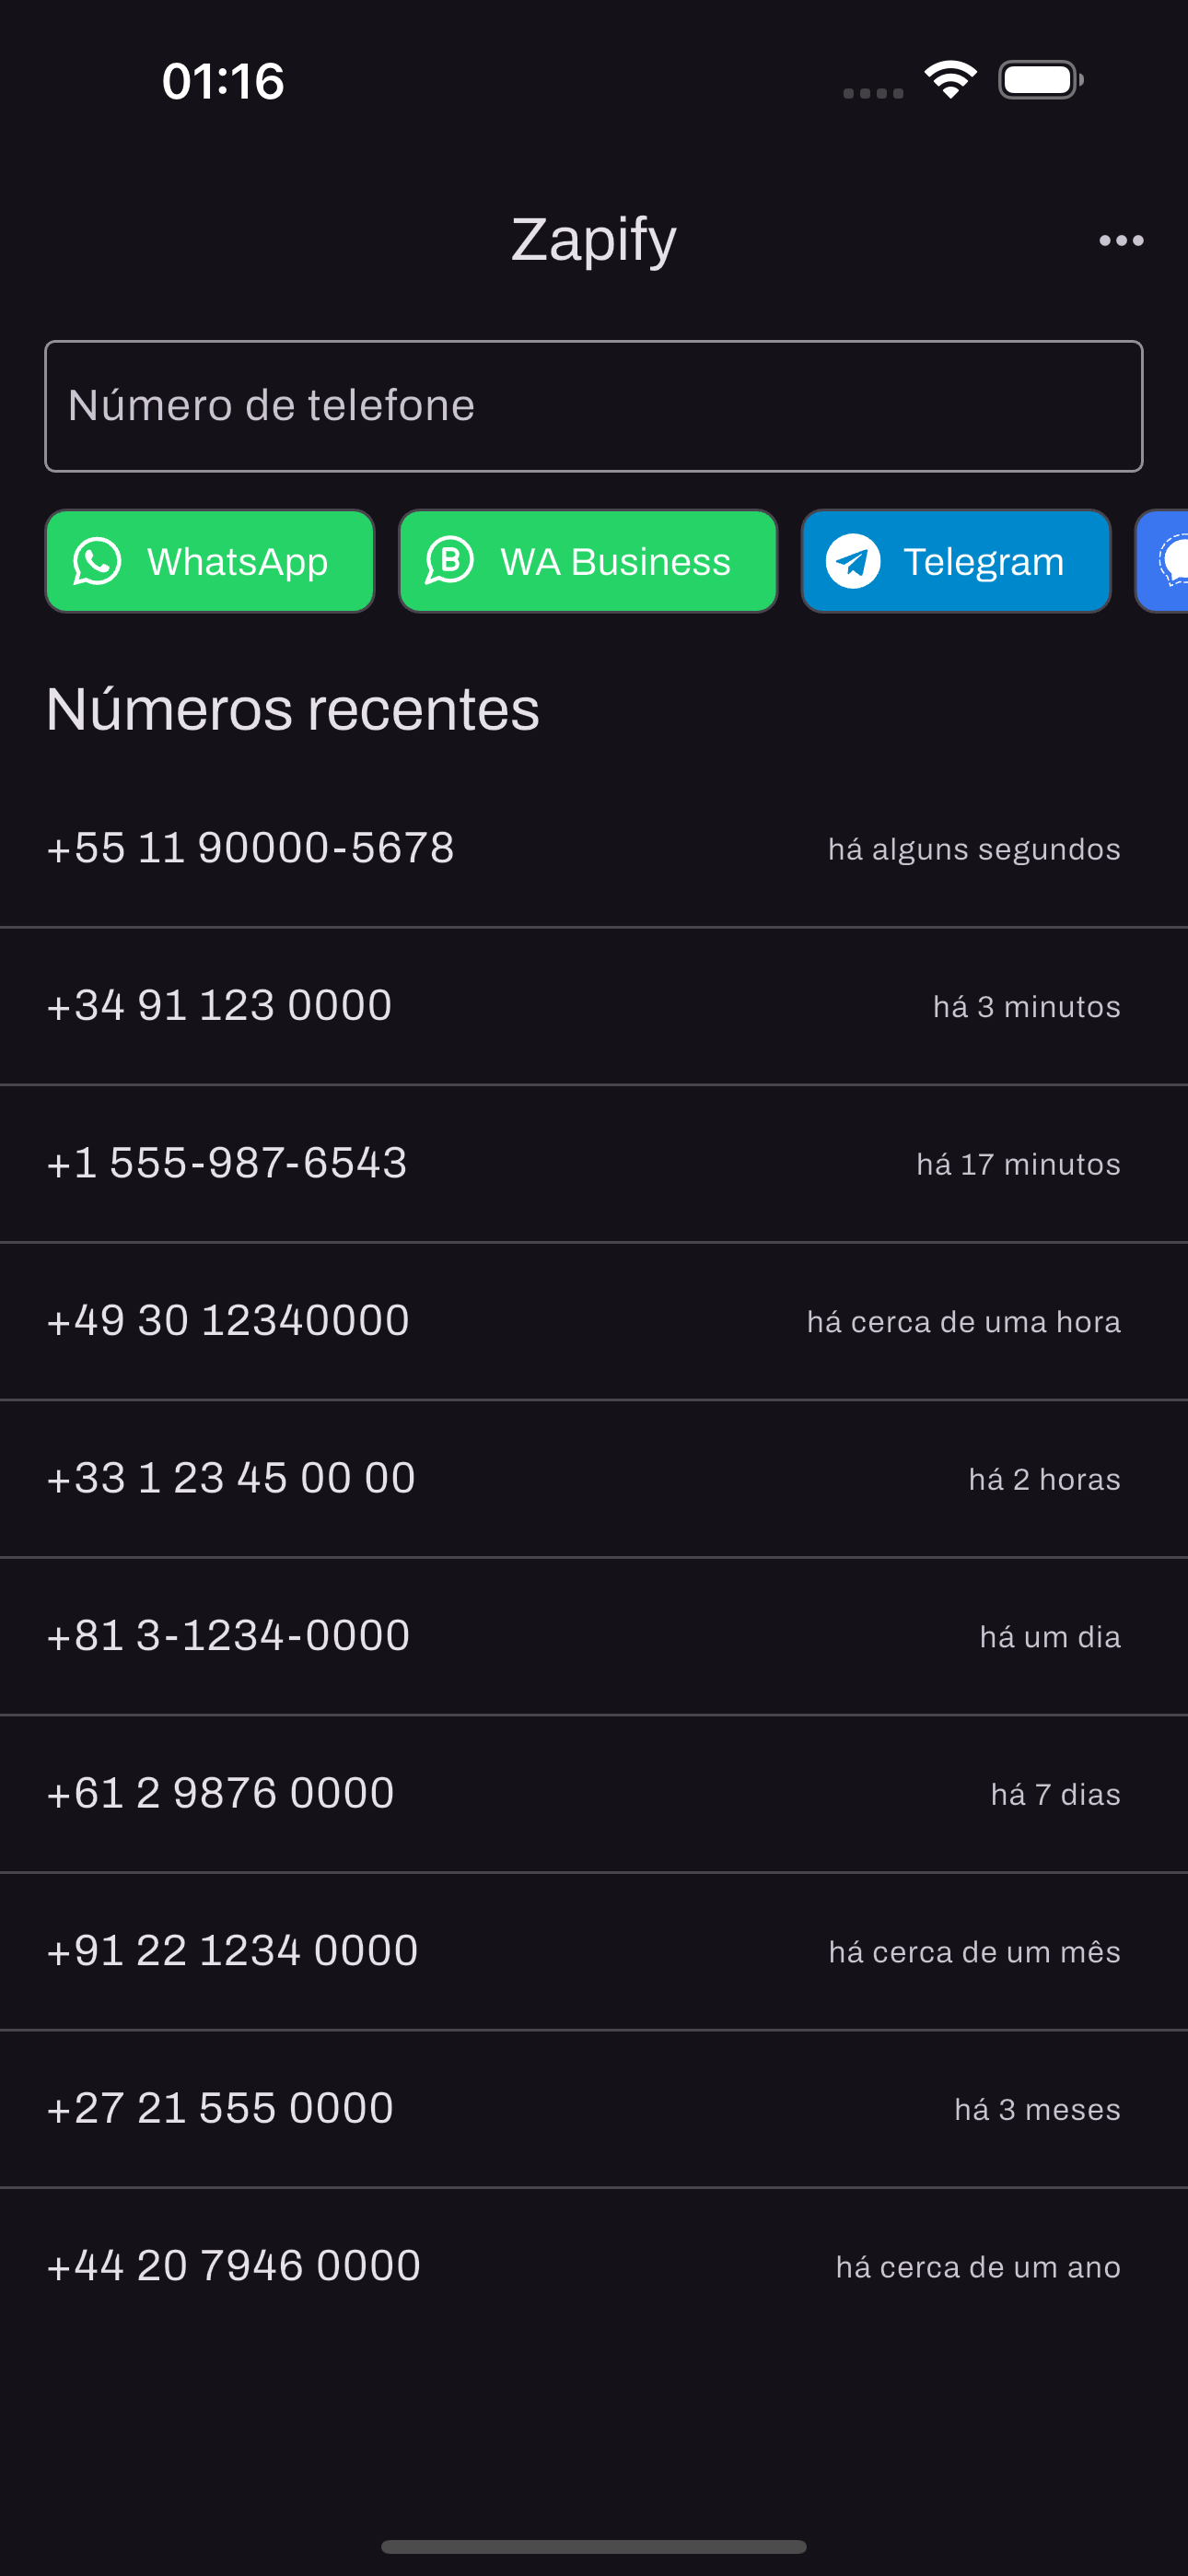 01:16
Zapify
Número de telefone
WhatsApp WA Business Telegram
Números recentes
+55 11 90000-5678 há alguns segundos
+34 91 123 0000 há 3 minutos
+1 555-987-6543 há 17 minutos
+49 30 12340000 há cerca de uma hora
+33 1 23 45 00 00 há 2 horas
+81 3-1234-0000 há um dia
+61 2 9876 0000 há 7 dias
+91 22 1234 0000 há cerca de um mês
+27 21 555 0000 há 3 meses
+44 20 7946 0000 há cerca de um ano